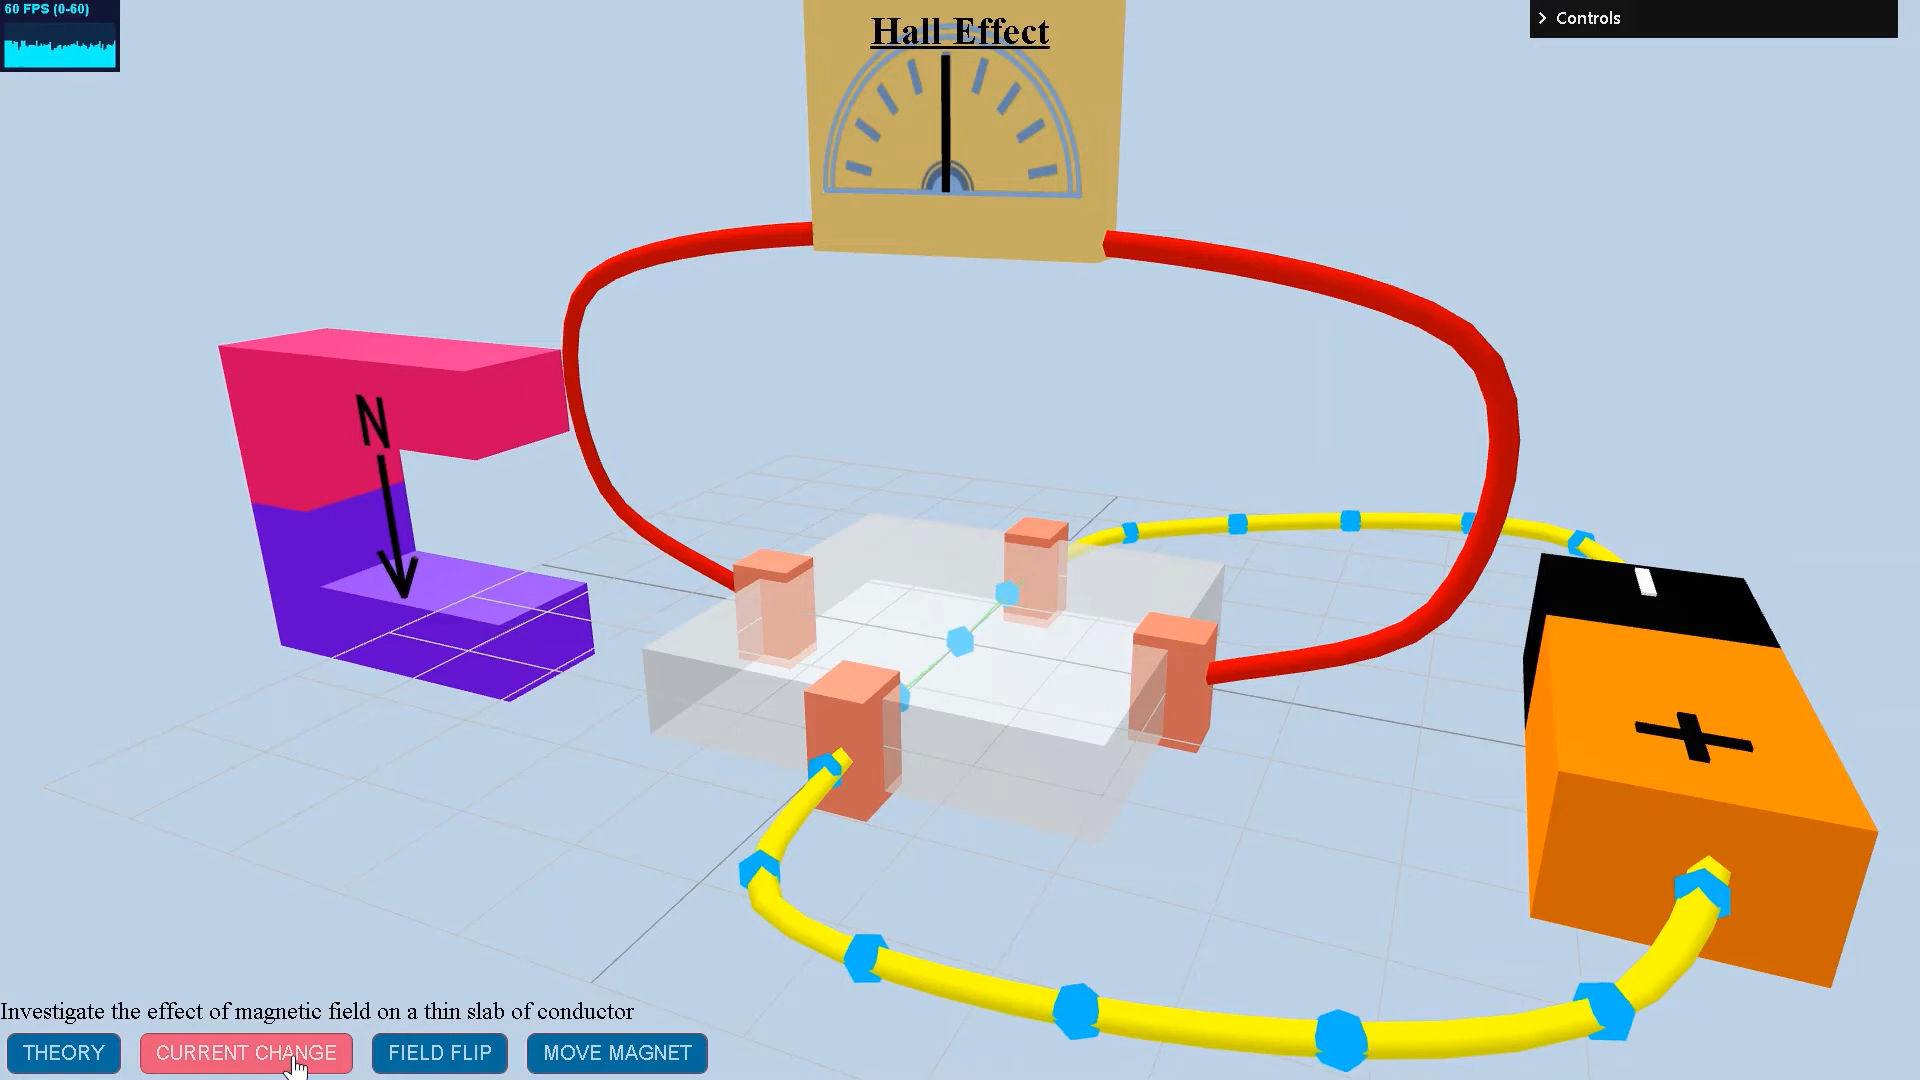 60 FPS (0-60)
Hall Effect
Controls
N
+
Investigate the effect of magnetic field on a thin slab of conductor
THEORY
CURRENT CHANGE
FIELD FLIP
MOVE MAGNET